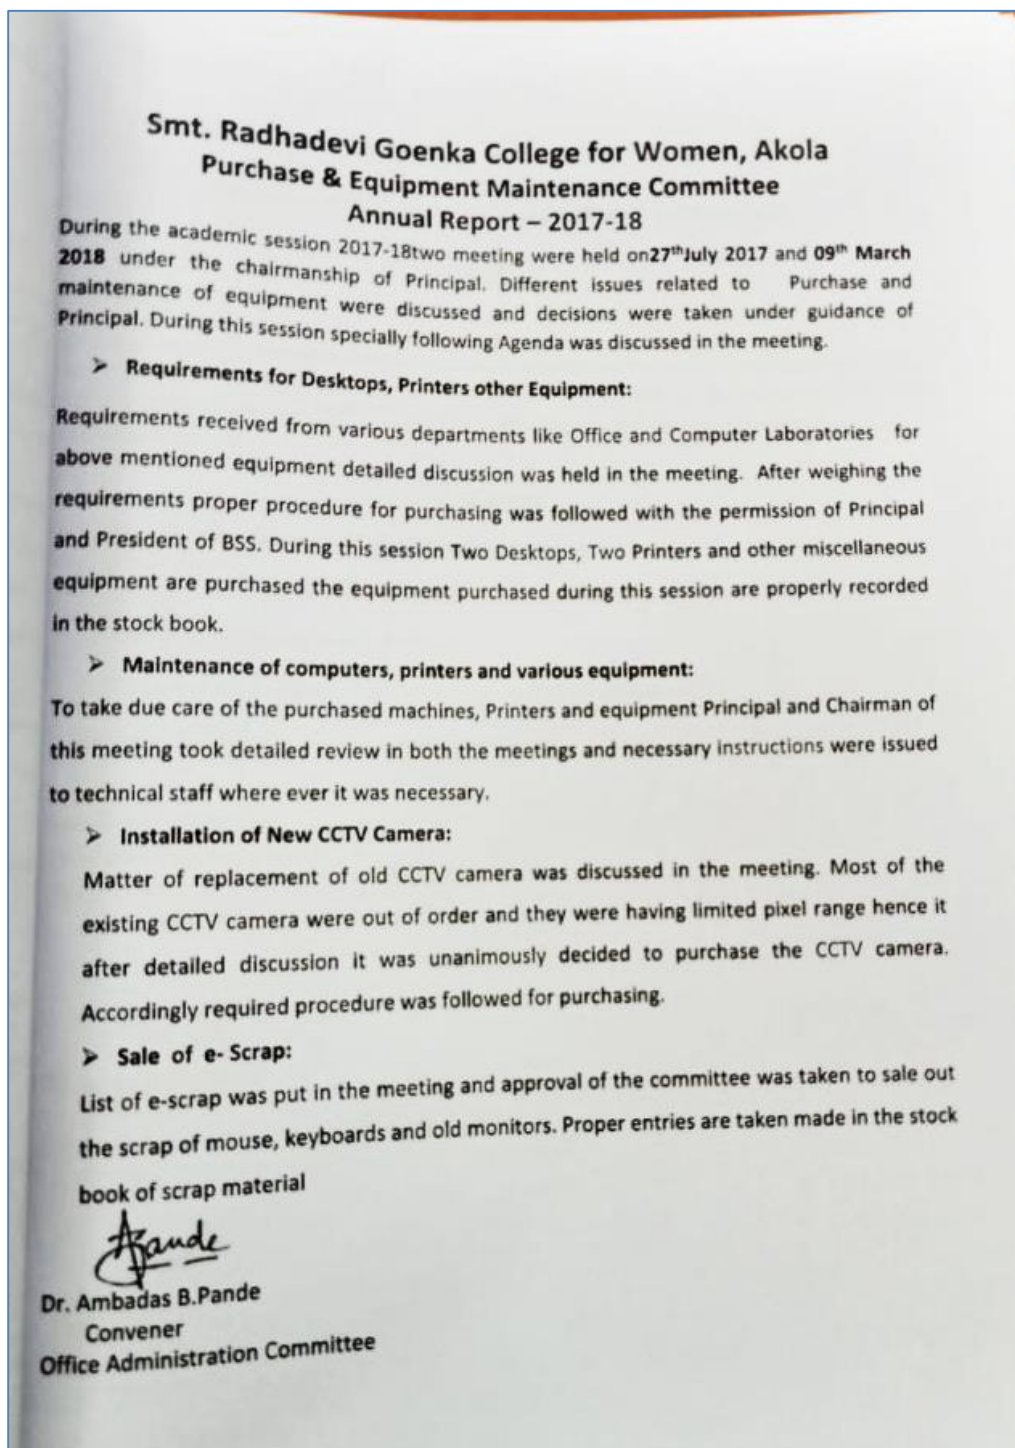 Smt. Radhadevi Goenka College for Women, Akola
Purchase & Equipment Maintenance Committee
Annual Report – 2017-18
During the academic session 2017-18two meeting were held on27thJuly 2017 and 09th March
2018 under the chairmanship of Principal. Different issues related to Purchase and
maintenance of equipment were discussed and decisions were taken under guidance of
Principal. During this session specially following Agenda was discussed in the meeting.
➢ Requirements for Desktops, Printers other Equipment:
Requirements received from various departments like Office and Computer Laboratories for
above mentioned equipment detailed discussion was held in the meeting. After weighing the
requirements proper procedure for purchasing was followed with the permission of Principal
and President of BSS. During this session Two Desktops, Two Printers and other miscellaneous
equipment are purchased the equipment purchased during this session are properly recorded
in the stock book.
➢ Maintenance of computers, printers and various equipment:
To take due care of the purchased machines, Printers and equipment Principal and Chairman of
this meeting took detailed review in both the meetings and necessary instructions were issued
to technical staff where ever it was necessary.
➢ Installation of New CCTV Camera:
Matter of replacement of old CCTV camera was discussed in the meeting. Most of the
existing CCTV camera were out of order and they were having limited pixel range hence it
after detailed discussion it was unanimously decided to purchase the CCTV camera.
Accordingly required procedure was followed for purchasing.
➢ Sale of e- Scrap:
List of e-scrap was put in the meeting and approval of the committee was taken to sale out
the scrap of mouse, keyboards and old monitors. Proper entries are taken made in the stock
book of scrap material
APande
Dr. Ambadas B.Pande
Convener
Office Administration Committee